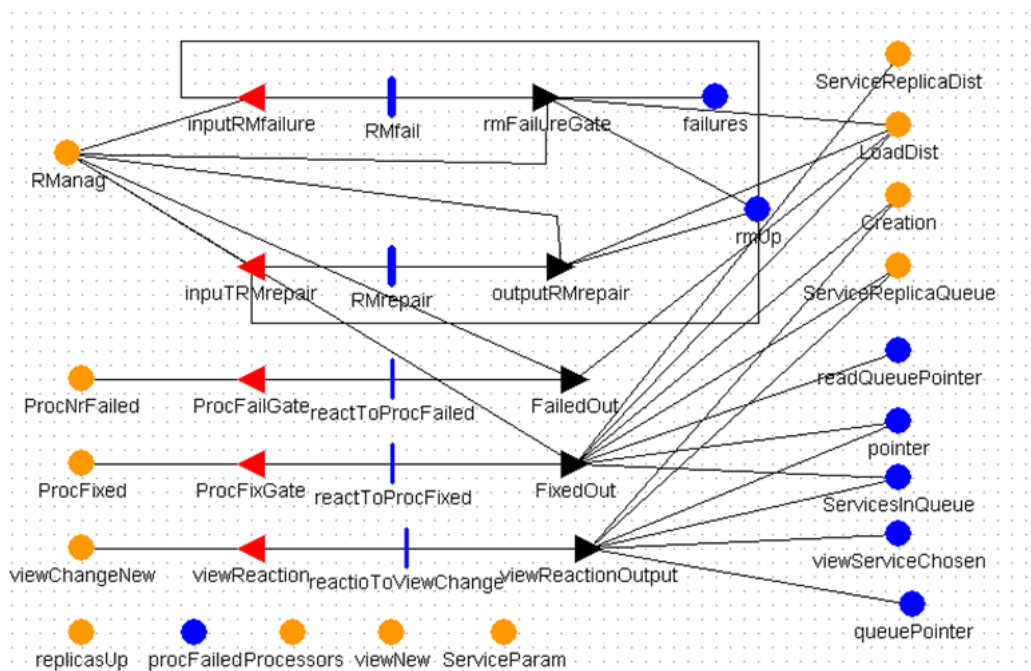 ServiceReplicaDist
inputRMfailure
RMfail
rmFailureGate
failures
LoadDist
RManag
Creation
rmUp
inpuTRMrepair
RMrepair
outputRMrepair
ServiceReplicaQueue
readQueuePointer
ProcNrFailed
ProcFailGate
reactToProcFailed
FailedOut
pointer
ProcFixed
ProcFixGate
reactToProcFixed
FixedOut
ServicesInQueue
viewServiceChosen
viewChangeNew
viewReaction
reactioToViewChange
viewReactionOutput
queuePointer
replicasUp
procFailedProcessors
viewNew
ServiceParam